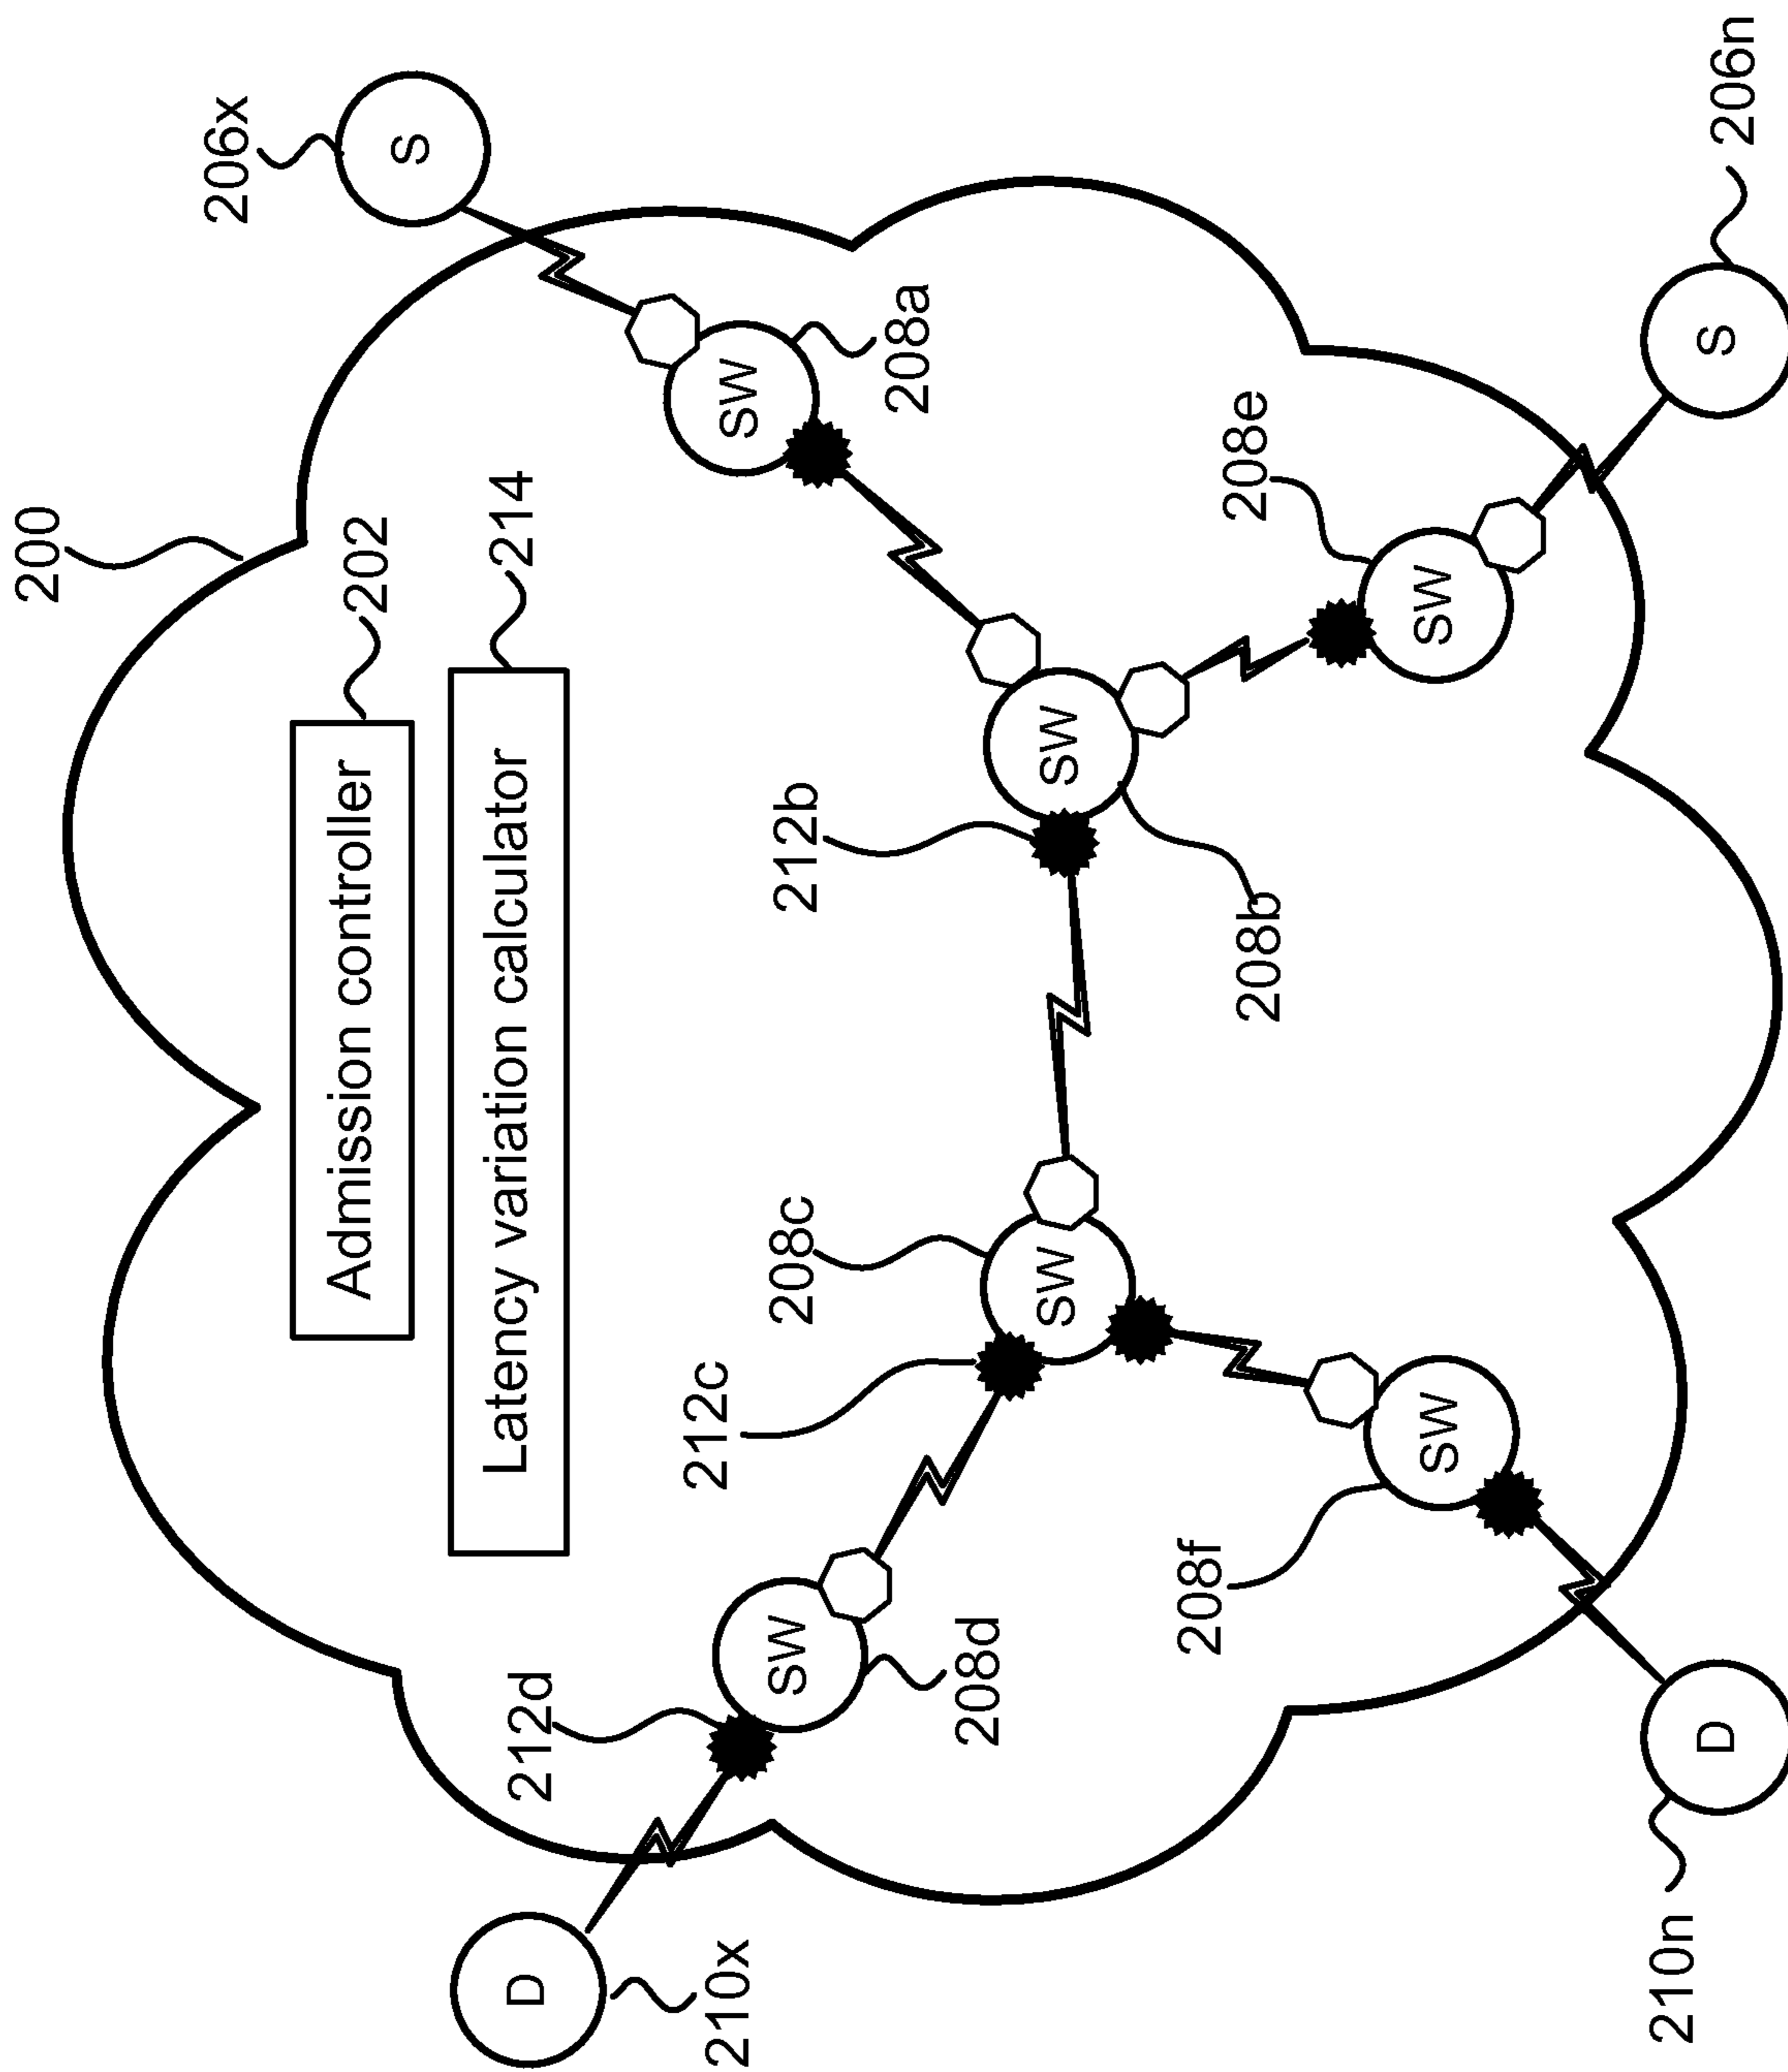 200
206x
Admission controller
202
S
Latency variation calculator
214
D
212d
212c
210x
SW
SW
208c
212b
208a
208d
SW
SW
208f
208e
208b
SW
SW
210n
D
S
206n